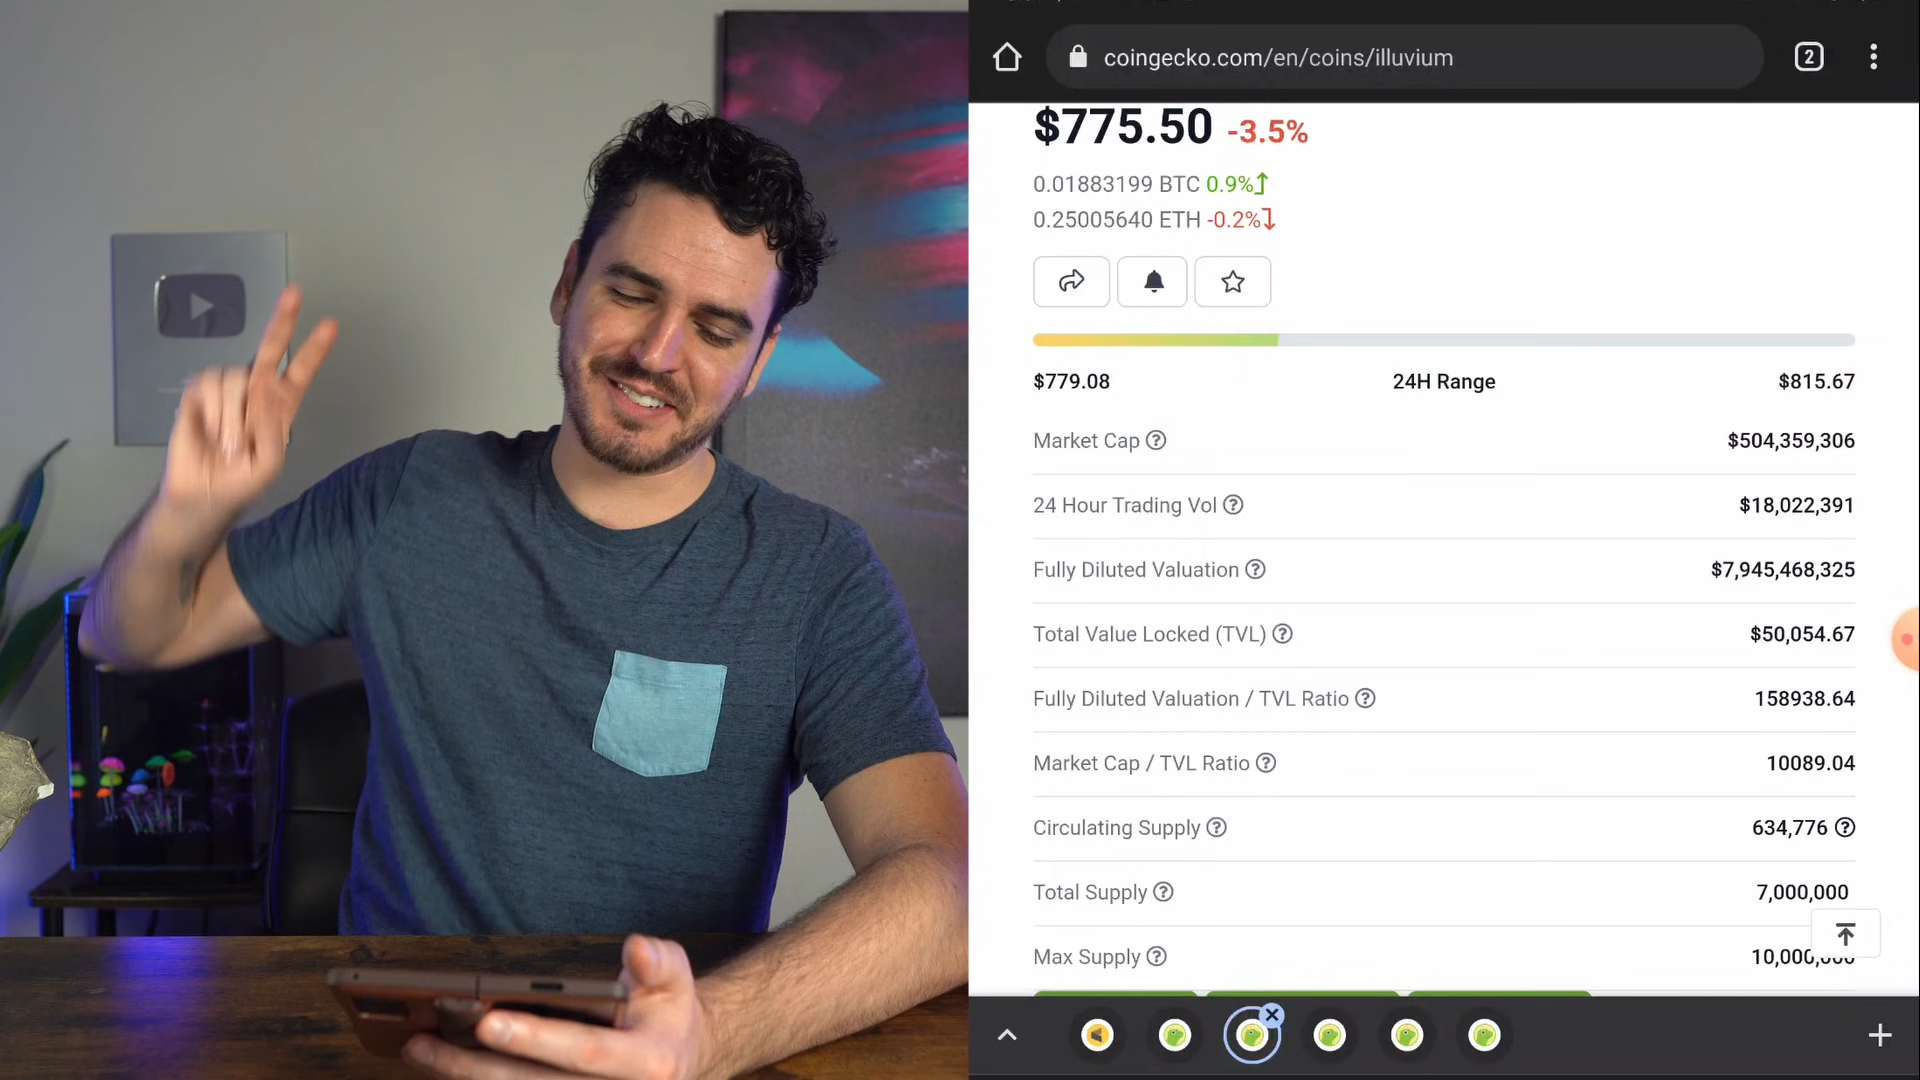 coingecko.com/en/coins/illuvium
2
$775.50 -3.5%
0.01883199 BTC 0.9%
0.25005640 ETH -0.2%
$779.08 24H Range $815.67
Market Cap $504,359,306
24 Hour Trading Vol $18,022,391
Fully Diluted Valuation $7,945,468,325
Total Value Locked (TVL) $50,054.67
Fully Diluted Valuation / TVL Ratio 158938.64
Market Cap / TVL Ratio 10089.04
Circulating Supply 634,776
Total Supply 7,000,000
Max Supply